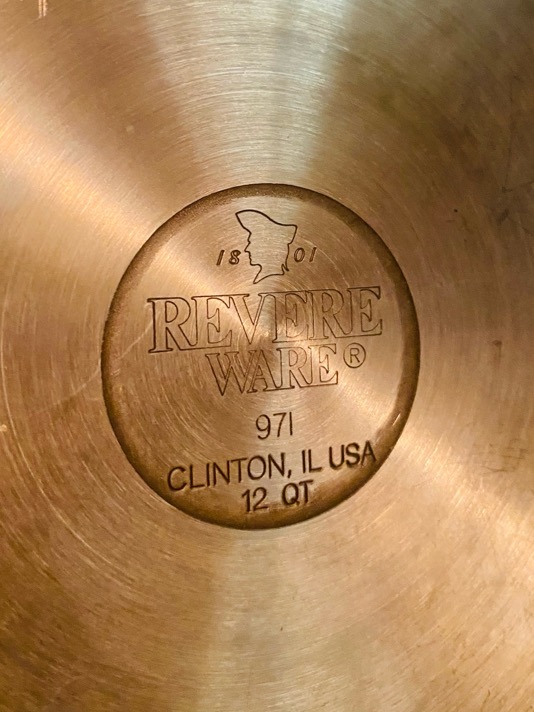 18 01
REVERE
WARE®
971
CLINTON, IL USA
12 QT